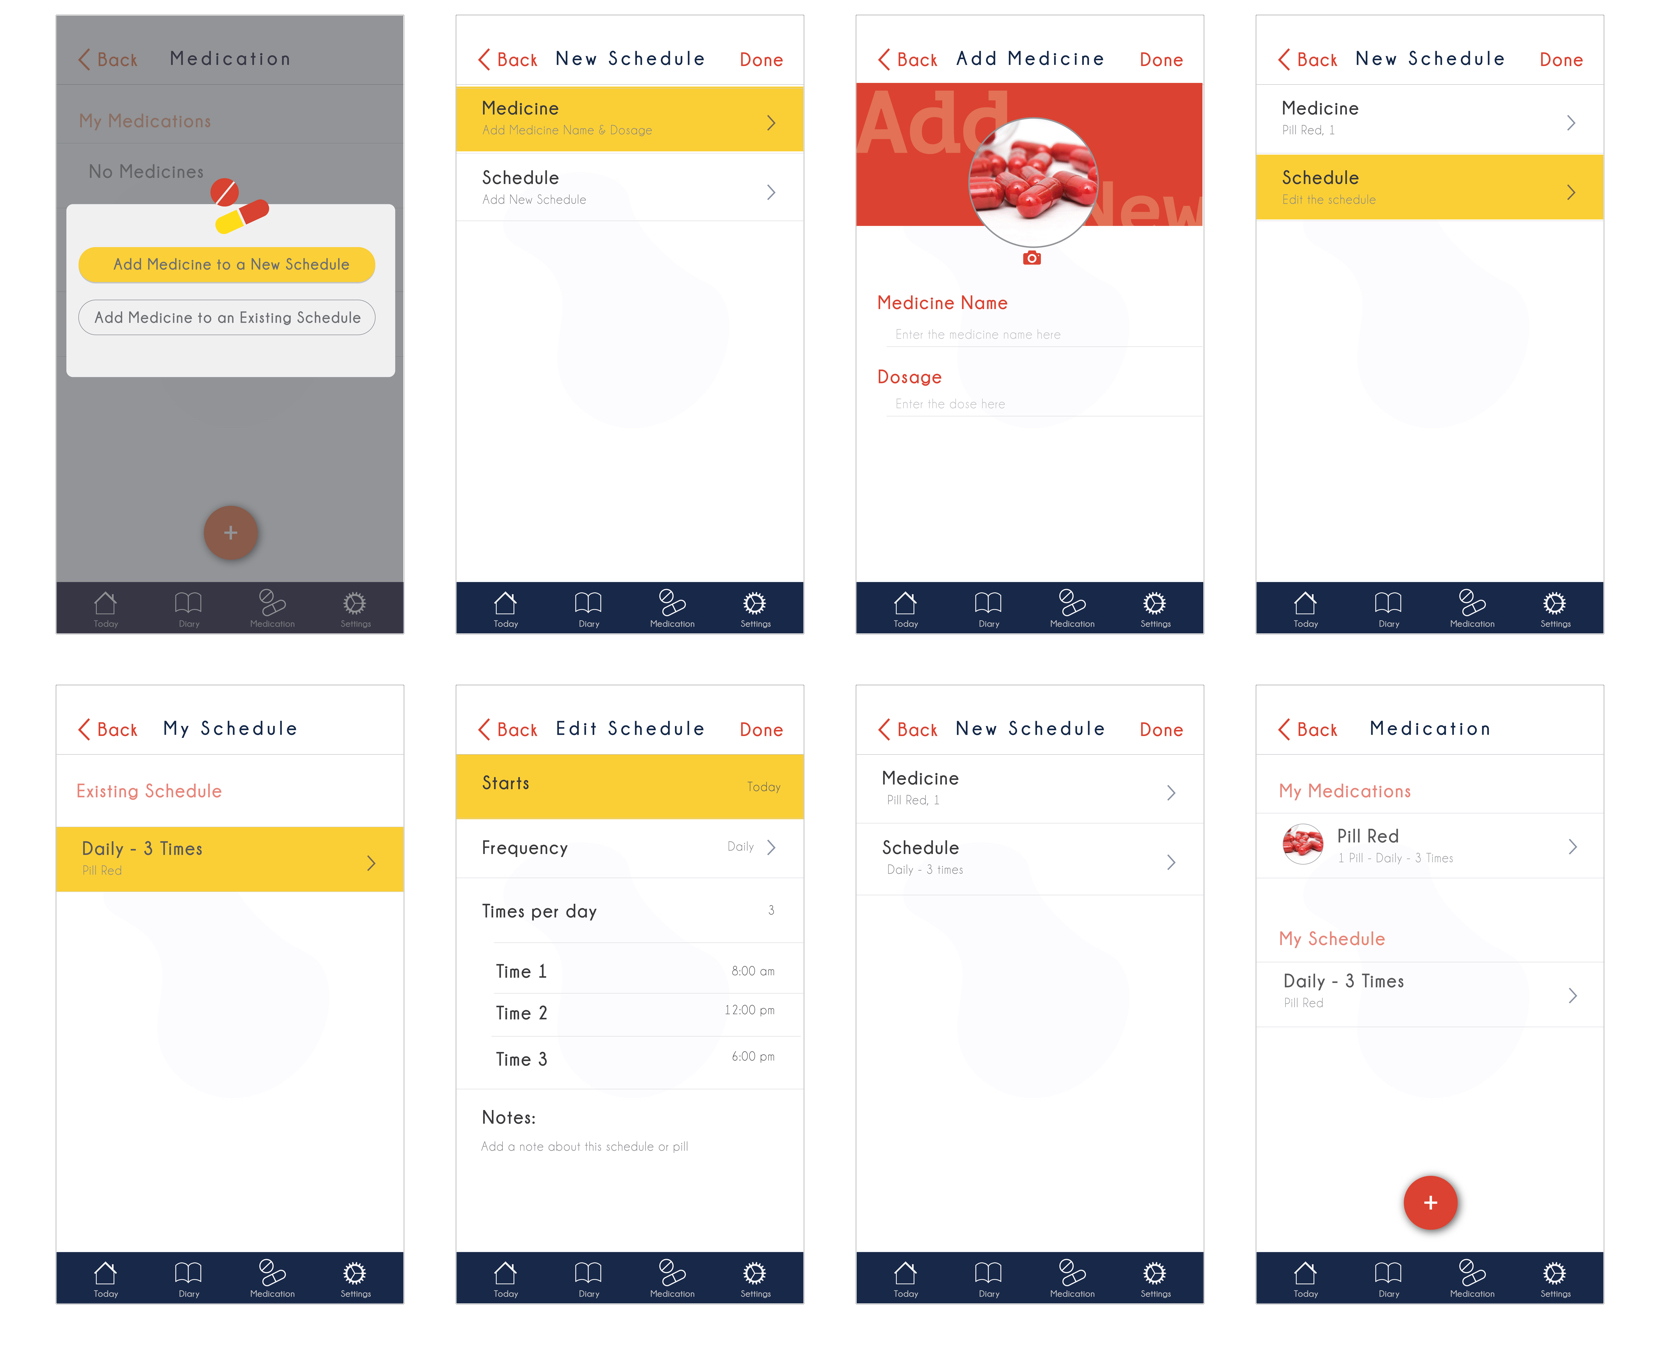 Back Medication
My Medications
No Medicines
Add Medicine to a New Schedule
Add Medicine to an Existing Schedule
+
Today Diary Medication Settings
Back New Schedule Done
Medicine
Add Medicine Name & Dosage
Schedule
Add New Schedule
Today Diary Medication Settings
Back Add Medicine Done
Add
New
Medicine Name
Enter the medicine name here
Dosage
Enter the dose here
Today Diary Medication Settings
Back New Schedule Done
Medicine
Pill Red, 1
Schedule
Edit the schedule
Today Diary Medication Settings
Back My Schedule
Existing Schedule
Daily - 3 Times
Pill Red
Today Diary Medication Settings
Back Edit Schedule Done
Starts Today
Frequency Daily
Times per day 3
Time 1 8:00 am
Time 2 12:00 pm
Time 3 6:00 pm
Notes:
Add a note about this schedule or pill
Today Diary Medication Settings
Back New Schedule Done
Medicine
Pill Red, 1
Schedule
Daily - 3 times
Today Diary Medication Settings
Back Medication
My Medications
Pill Red
1 Pill - Daily - 3 Times
My Schedule
Daily - 3 Times
Pill Red
+
Today Diary Medication Settings